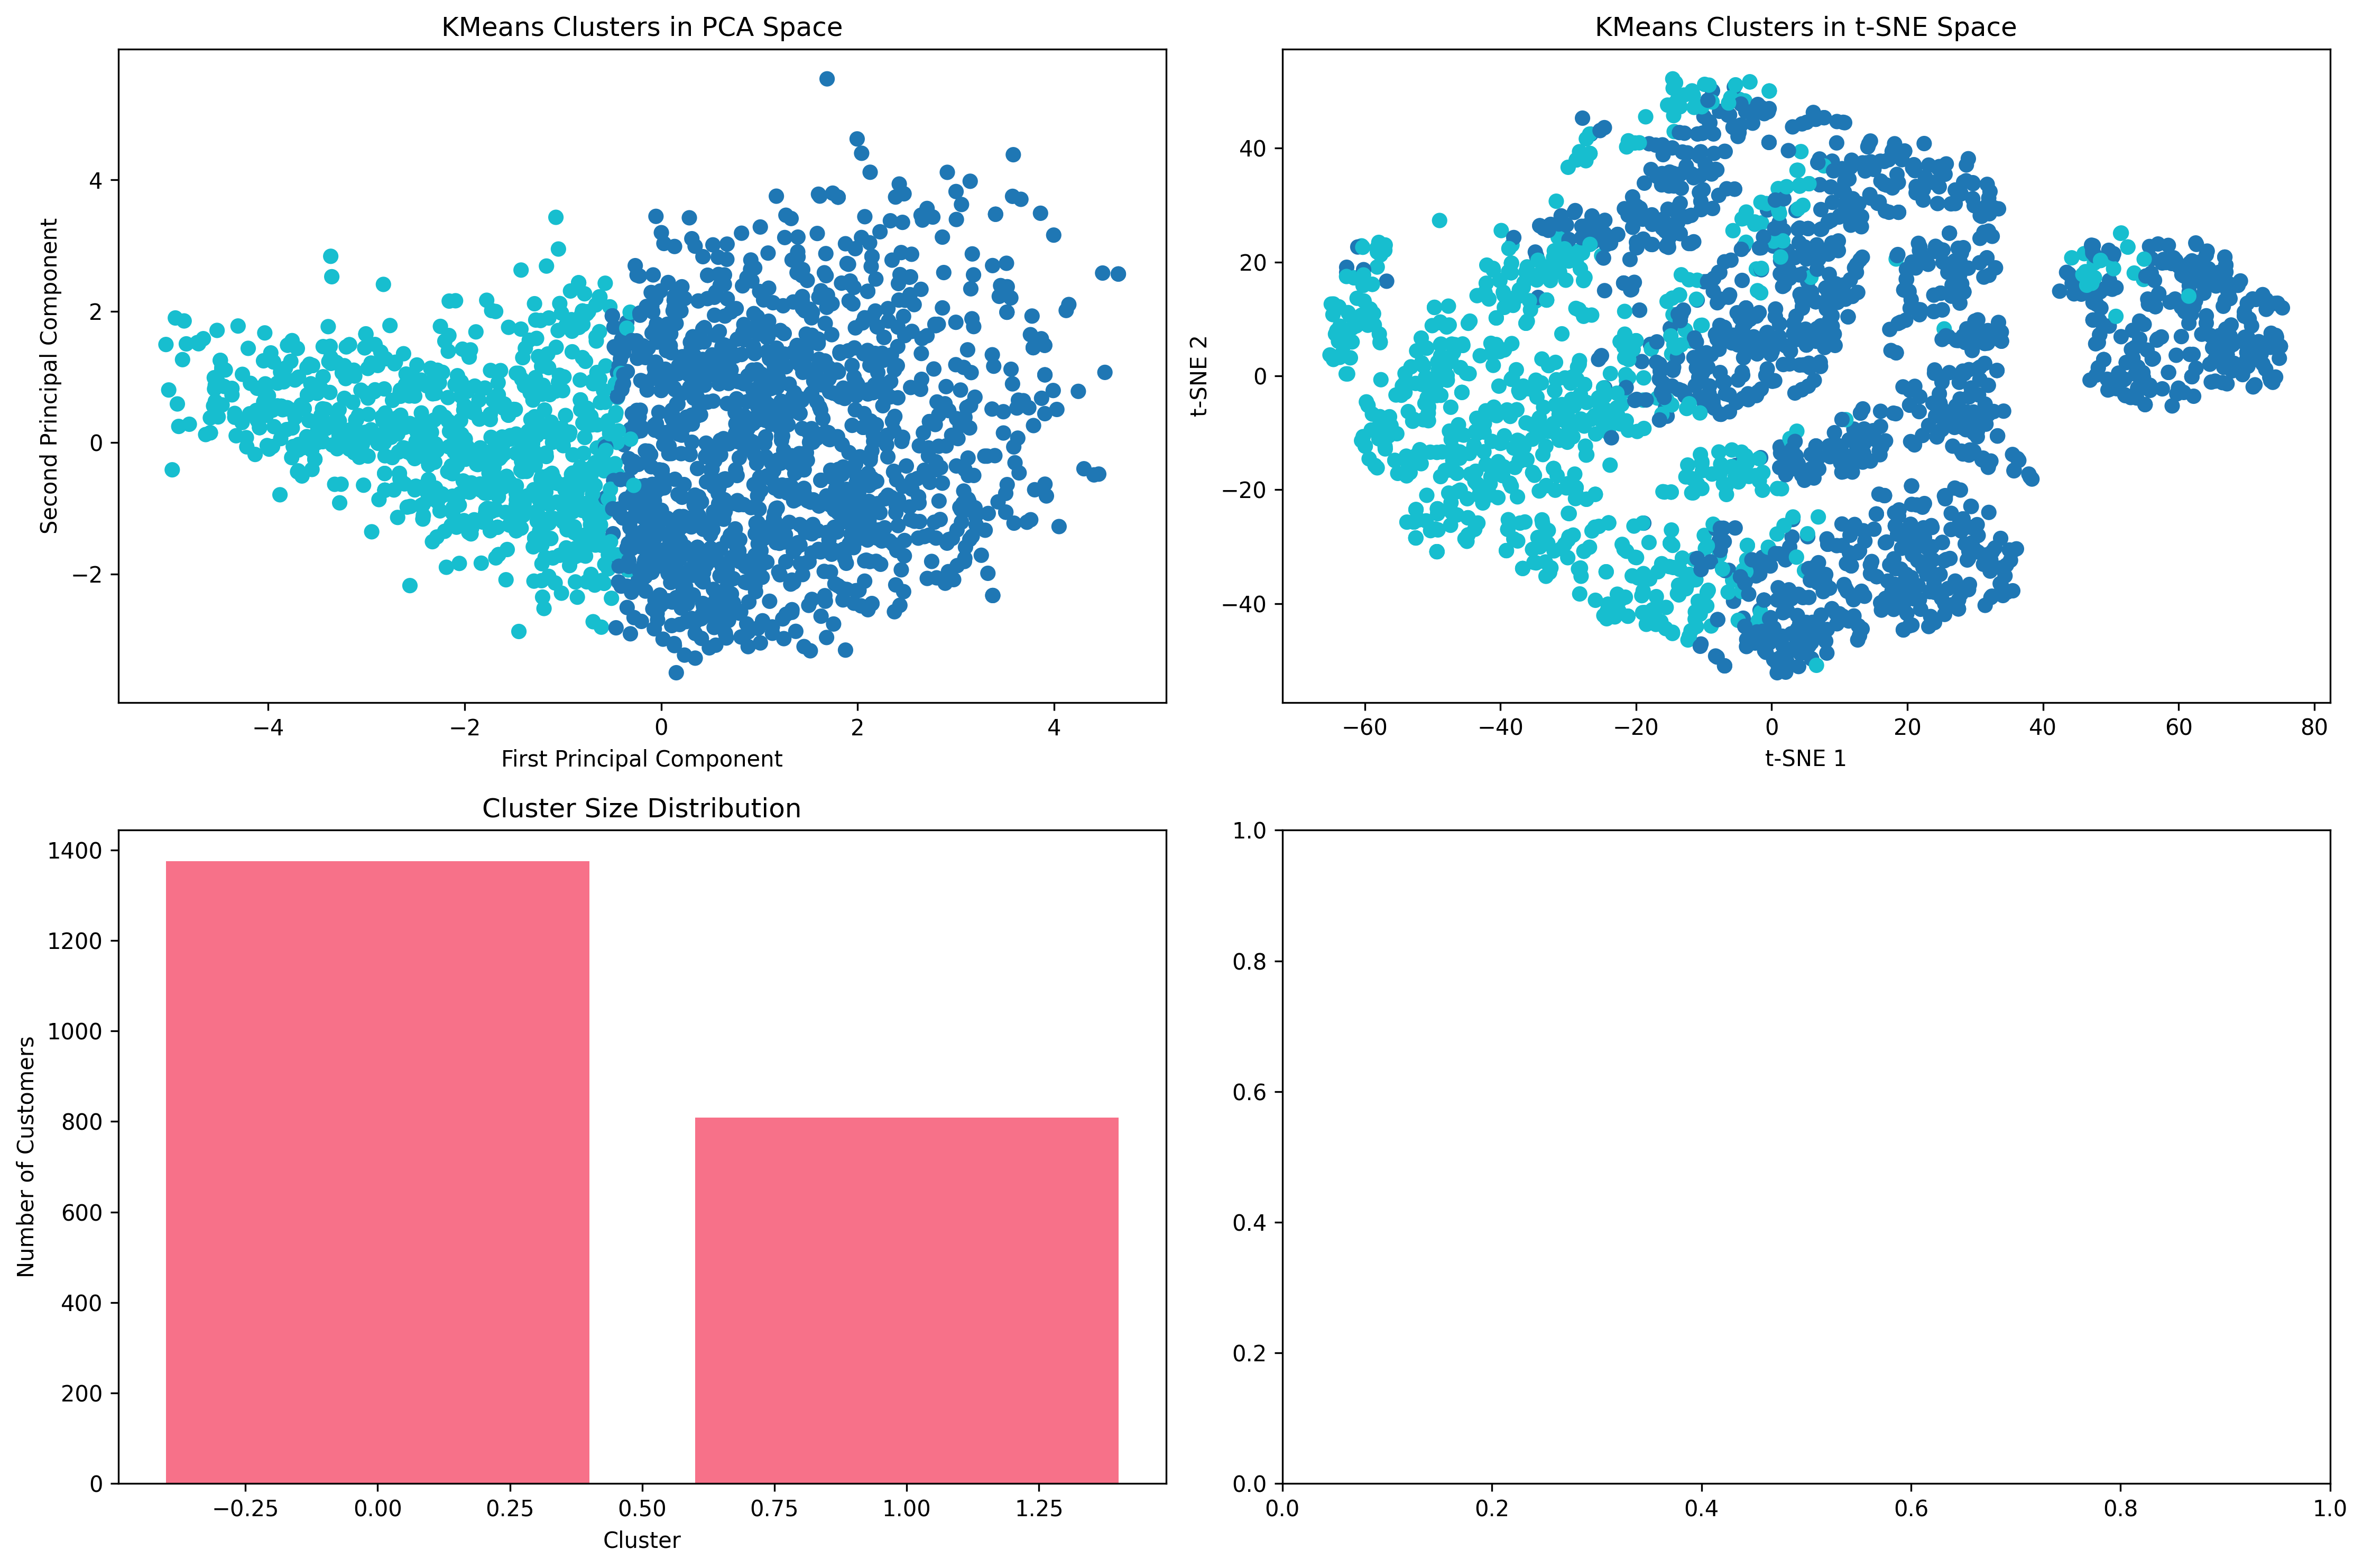 KMeans Clusters in PCA Space
4
2
0
−2
Second Principal Component
−4 −2 0 2 4
First Principal Component
KMeans Clusters in t-SNE Space
40
20
0
−20
−40
t-SNE 2
−60 −40 −20 0 20 40 60 80
t-SNE 1
Cluster Size Distribution
1400
1200
1000
800
600
400
200
0
Number of Customers
−0.25 0.00 0.25 0.50 0.75 1.00 1.25
Cluster
1.0
0.8
0.6
0.4
0.2
0.0
0.0 0.2 0.4 0.6 0.8 1.0